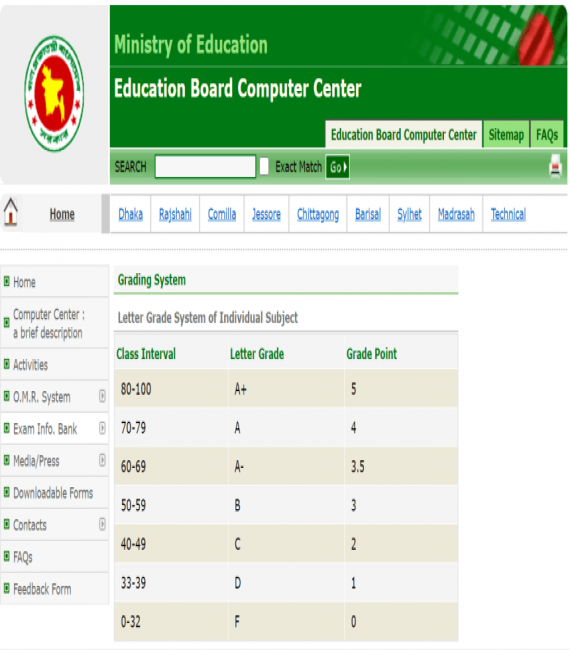 Ministry of Education
Education Board Computer Center
Education Board Computer Center Sitemap FAQs
SEARCH Exact Match Go
Home Dhaka Rajshahi Comilla Jessore Chittagong Barisal Sylhet Madrasah Technical
Home
Computer Center :
a brief description
Activities
O.M.R. System
Exam Info. Bank
Media/Press
Downloadable Forms
Contacts
FAQs
Feedback Form
Grading System
Letter Grade System of Individual Subject
Class Interval Letter Grade Grade Point
80-100 A+ 5
70-79 A 4
60-69 A- 3.5
50-59 B 3
40-49 C 2
33-39 D 1
0-32 F 0